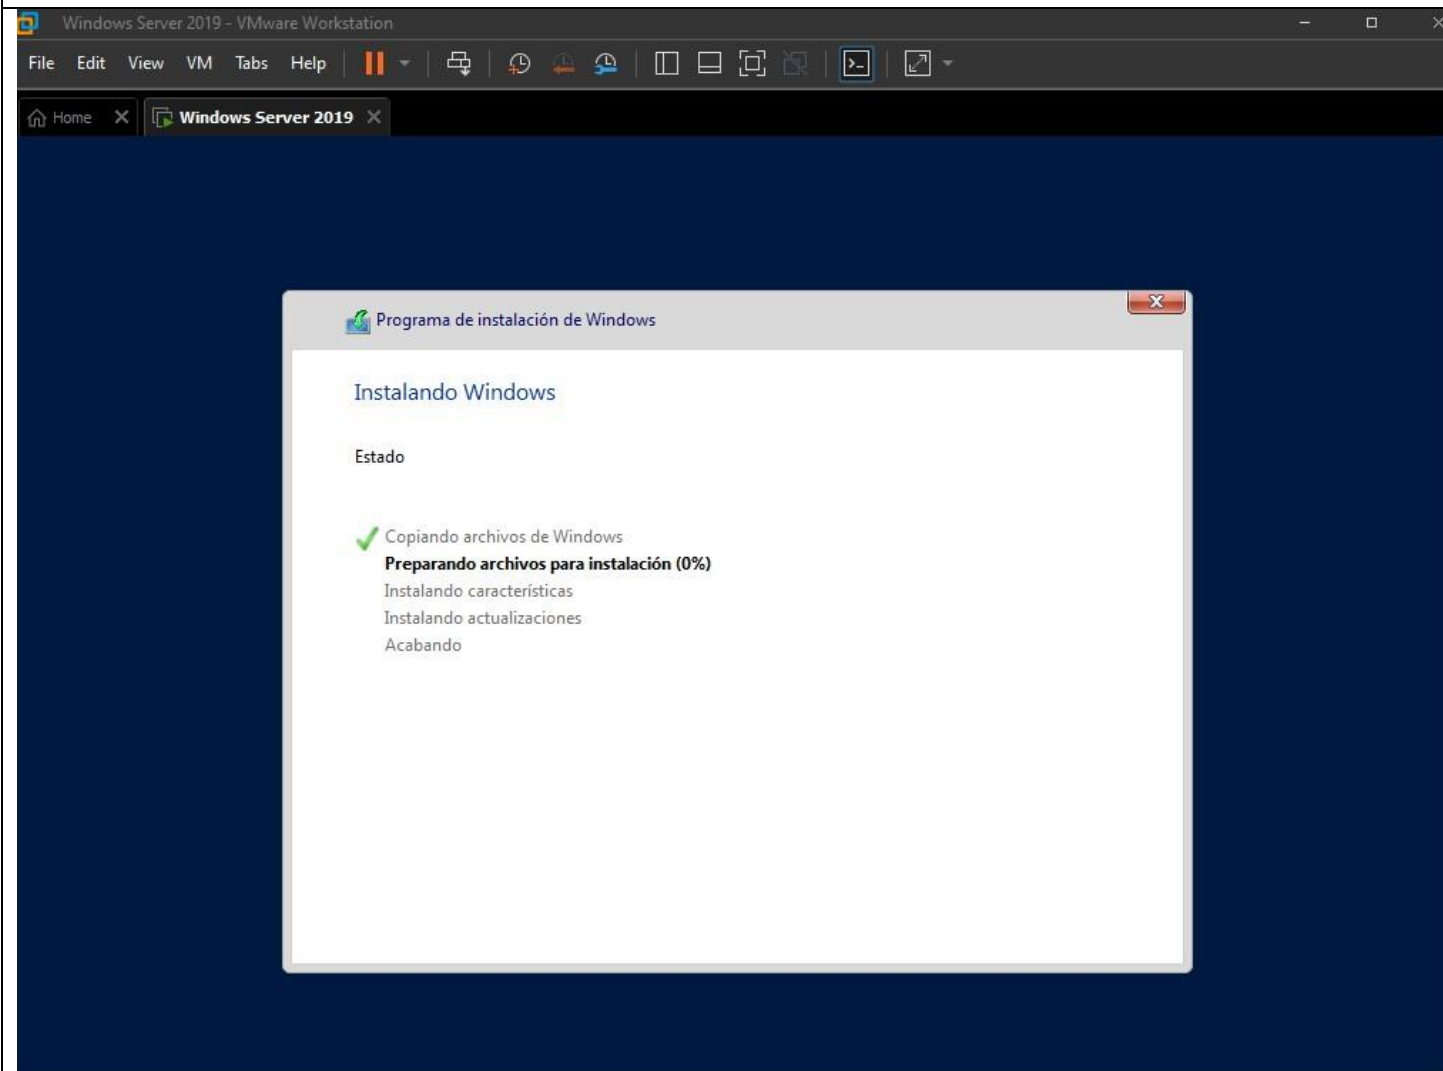 Windows Server 2019 - VMware Workstation
File Edit View VM Tabs Help
Home Windows Server 2019
Programa de instalación de Windows
Instalando Windows
Estado
Copiando archivos de Windows
Preparando archivos para instalación (0%)
Instalando características
Instalando actualizaciones
Acabando